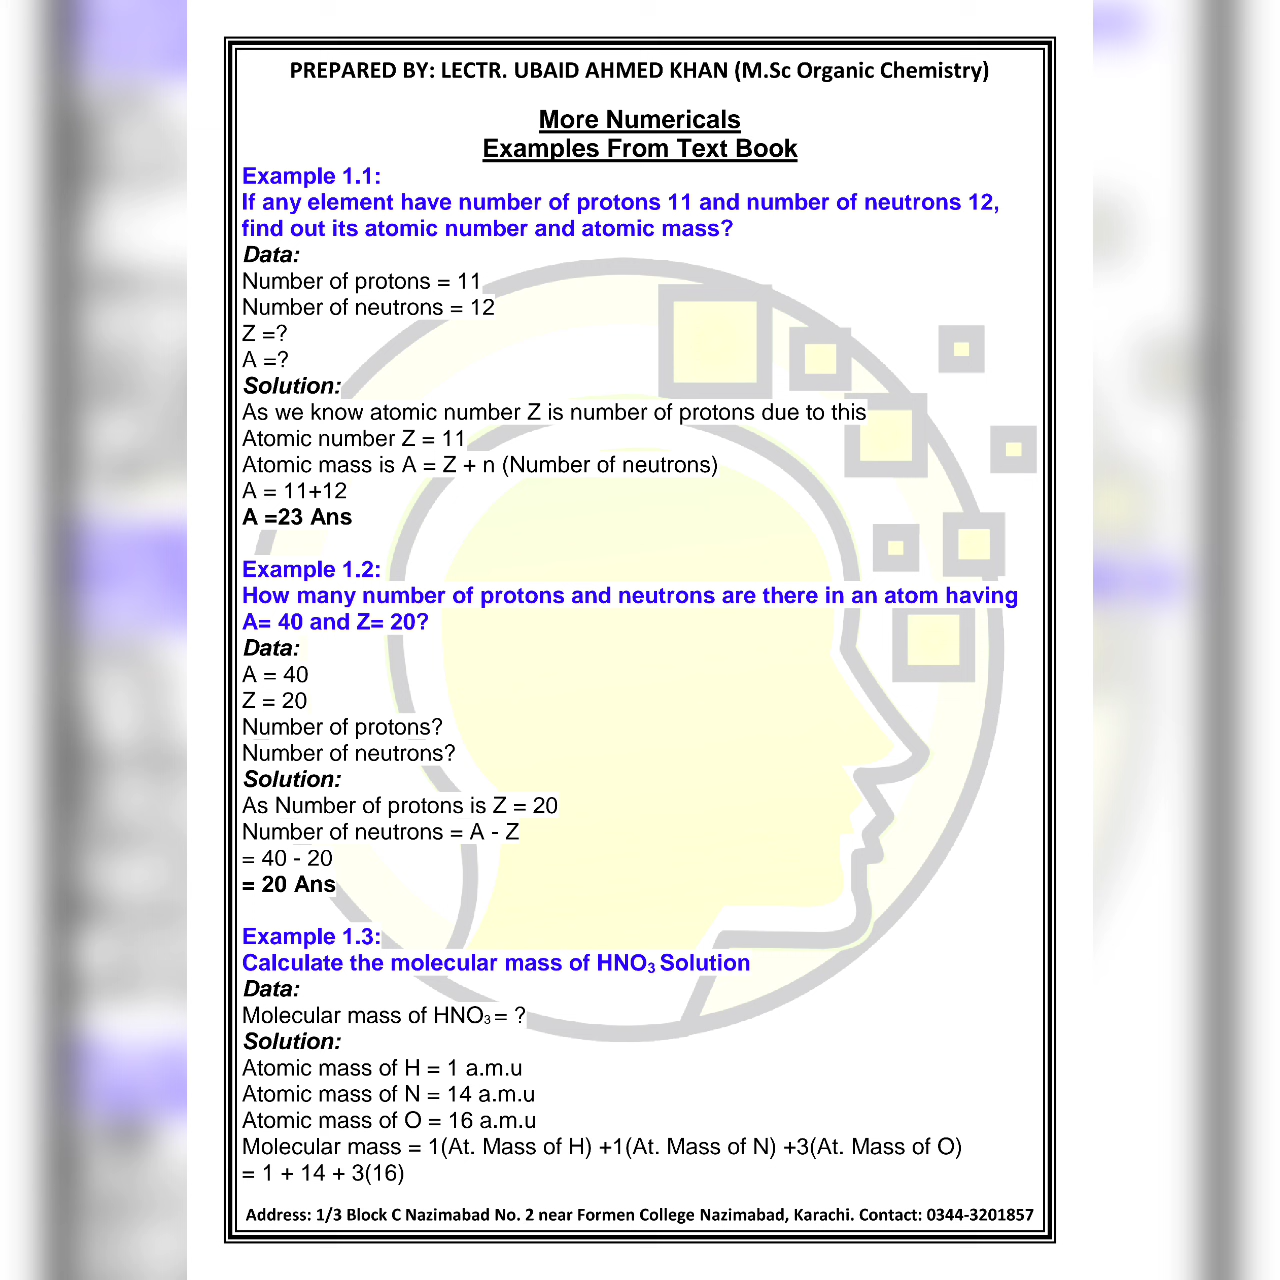 PREPARED BY: LECTR. UBAID AHMED KHAN (M.Sc Organic Chemistry)
More Numericals
Examples From Text Book
Example 1.1:
If any element have number of protons 11 and number of neutrons 12,
find out its atomic number and atomic mass?
Data:
Number of protons = 11
Number of neutrons = 12
Z =?
A =?
Solution:
As we know atomic number Z is number of protons due to this
Atomic number Z = 11
Atomic mass is A = Z + n (Number of neutrons)
A = 11+12
A =23 Ans
Example 1.2:
How many number of protons and neutrons are there in an atom having
A= 40 and Z= 20?
Data:
A = 40
Z = 20
Number of protons?
Number of neutrons?
Solution:
As Number of protons is Z = 20
Number of neutrons = A - Z
= 40 - 20
= 20 Ans
Example 1.3:
Calculate the molecular mass of HNO₃ Solution
Data:
Molecular mass of HNO₃ = ?
Solution:
Atomic mass of H = 1 a.m.u
Atomic mass of N = 14 a.m.u
Atomic mass of O = 16 a.m.u
Molecular mass = 1(At. Mass of H) +1(At. Mass of N) +3(At. Mass of O)
= 1 + 14 + 3(16)
Address: 1/3 Block C Nazimabad No. 2 near Formen College Nazimabad, Karachi. Contact: 0344-3201857